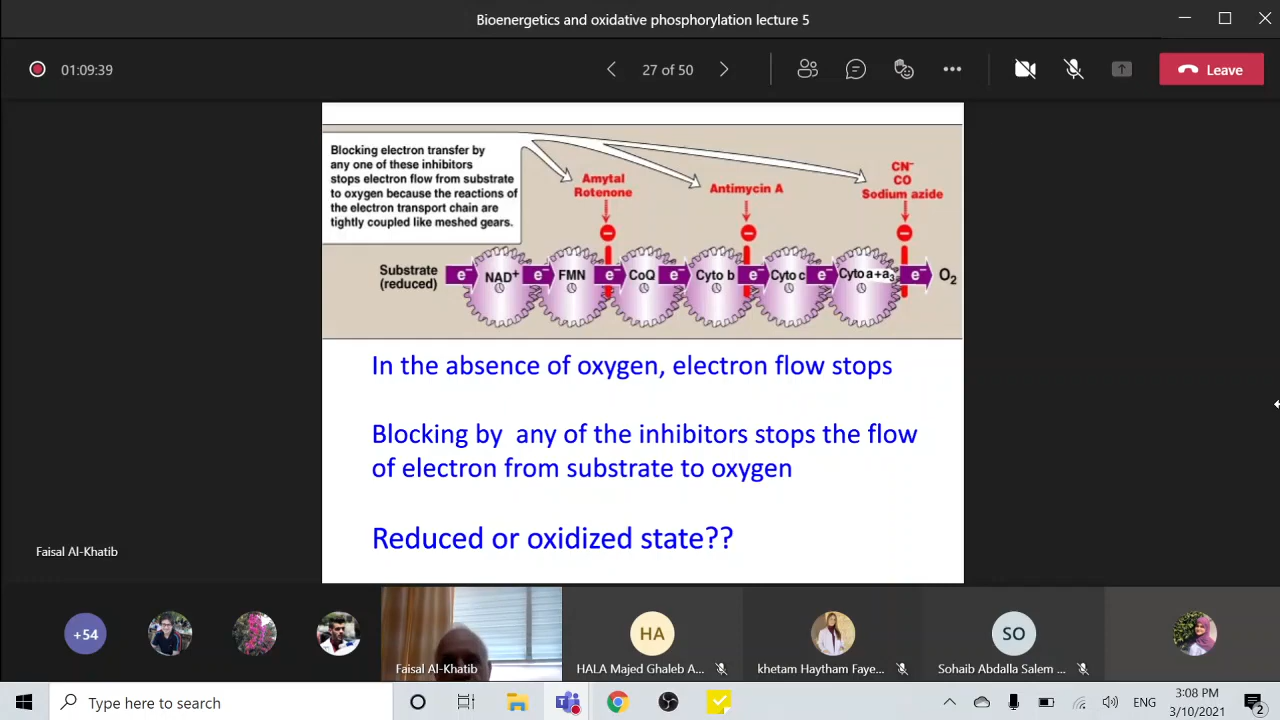 Bioenergetics and oxidative phosphorylation lecture 5
01:09:39
27 of 50
Leave
Blocking electron transfer by
any one of these inhibitors
stops electron flow from substrate
to oxygen because the reactions of
the electron transport chain are
tightly coupled like meshed gears.
Amytal
Rotenone
Antimycin A
CN⁻
CO
Sodium azide
Substrate
(reduced)
e⁻ NAD⁺ e⁻ FMN e⁻ CoQ e⁻ Cyto b e⁻ Cyto c e⁻ Cyto a+a₃ e⁻ O₂
In the absence of oxygen, electron flow stops
Blocking by any of the inhibitors stops the flow
of electron from substrate to oxygen
Reduced or oxidized state??
Faisal Al-Khatib
+54
Faisal Al-Khatib
HA
HALA Majed Ghaleb A...
khetam Haytham Faye...
SO
Sohaib Abdalla Salem ...
Type here to search
ENG
3:08 PM
3/10/2021
2